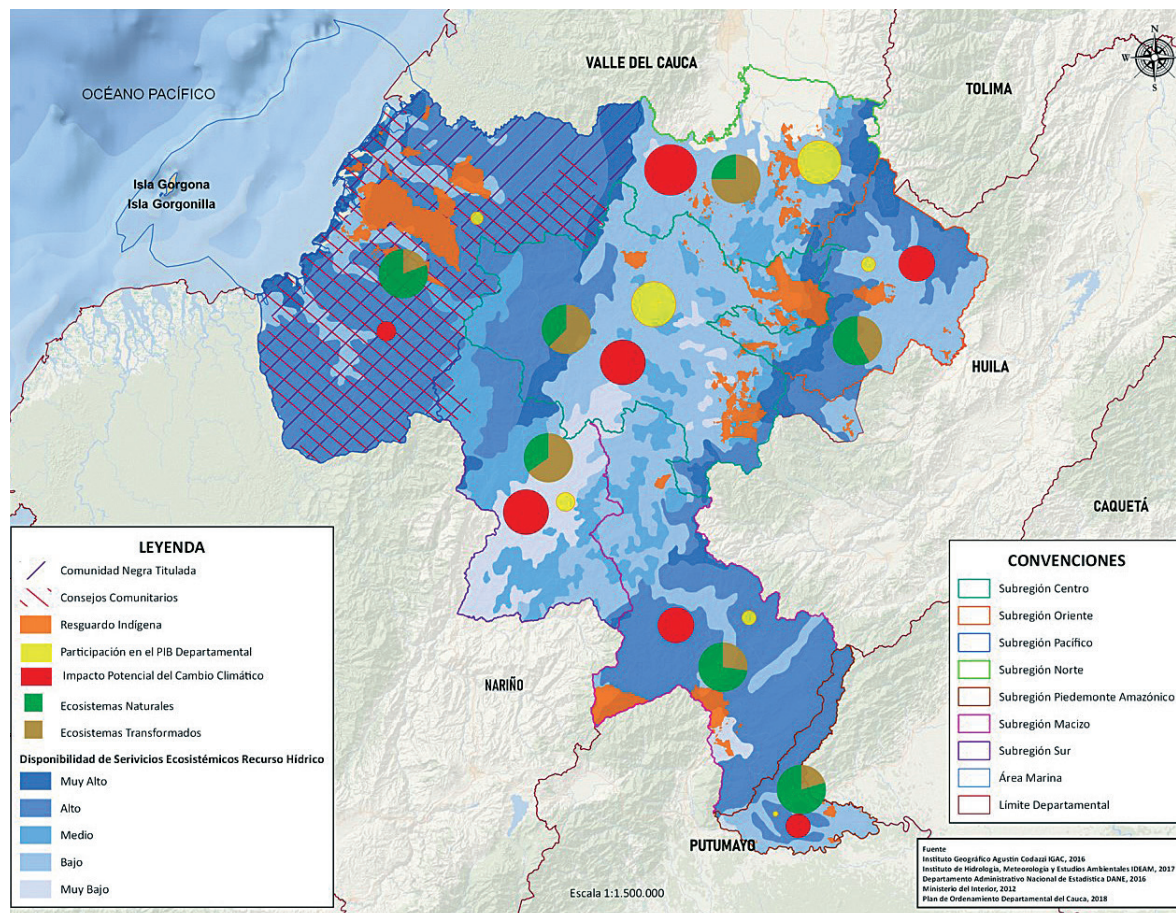 VALLE DEL CAUCA
TOLIMA
N
W
E
S
OCÉANO PACÍFICO
Isla Gorgona
Isla Gorgonilla
HUILA
CAQUETÁ
NARIÑO
PUTUMAYO
LEYENDA
Comunidad Negra Titulada
Consejos Comunitarios
Resguardo Indígena
Participación en el PIB Departamental
Impacto Potencial del Cambio Climático
Ecosistemas Naturales
Ecosistemas Transformados
Disponibilidad de Serivicios Ecosistémicos Recurso Hídrico
Muy Alto
Alto
Medio
Bajo
Muy Bajo
Escala 1:1.500.000
CONVENCIONES
Subregión Centro
Subregión Oriente
Subregión Pacífico
Subregión Norte
Subregión Piedemonte Amazónico
Subregión Macizo
Subregión Sur
Área Marina
Límite Departamental
Fuente
Instituto Geográfico Agustin Codazzi IGAC, 2016
Instituto de Hidrología, Meteorología y Estudios Ambientales IDEAM, 2017
Departamento Administrativo Nacional de Estadística DANE, 2016
Ministerio del Interior, 2012
Plan de Ordenamiento Departamental del Cauca, 2018